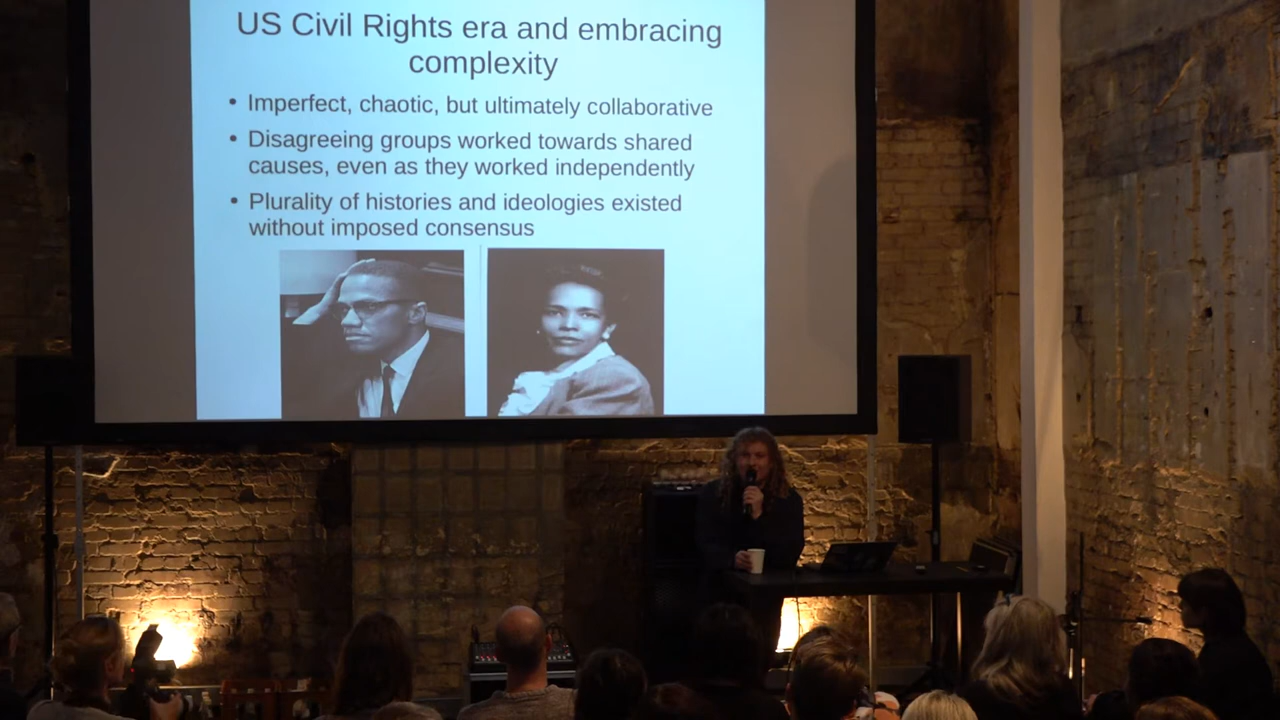 US Civil Rights era and embracing
complexity
• Imperfect, chaotic, but ultimately collaborative
• Disagreeing groups worked towards shared
causes, even as they worked independently
• Plurality of histories and ideologies existed
without imposed consensus